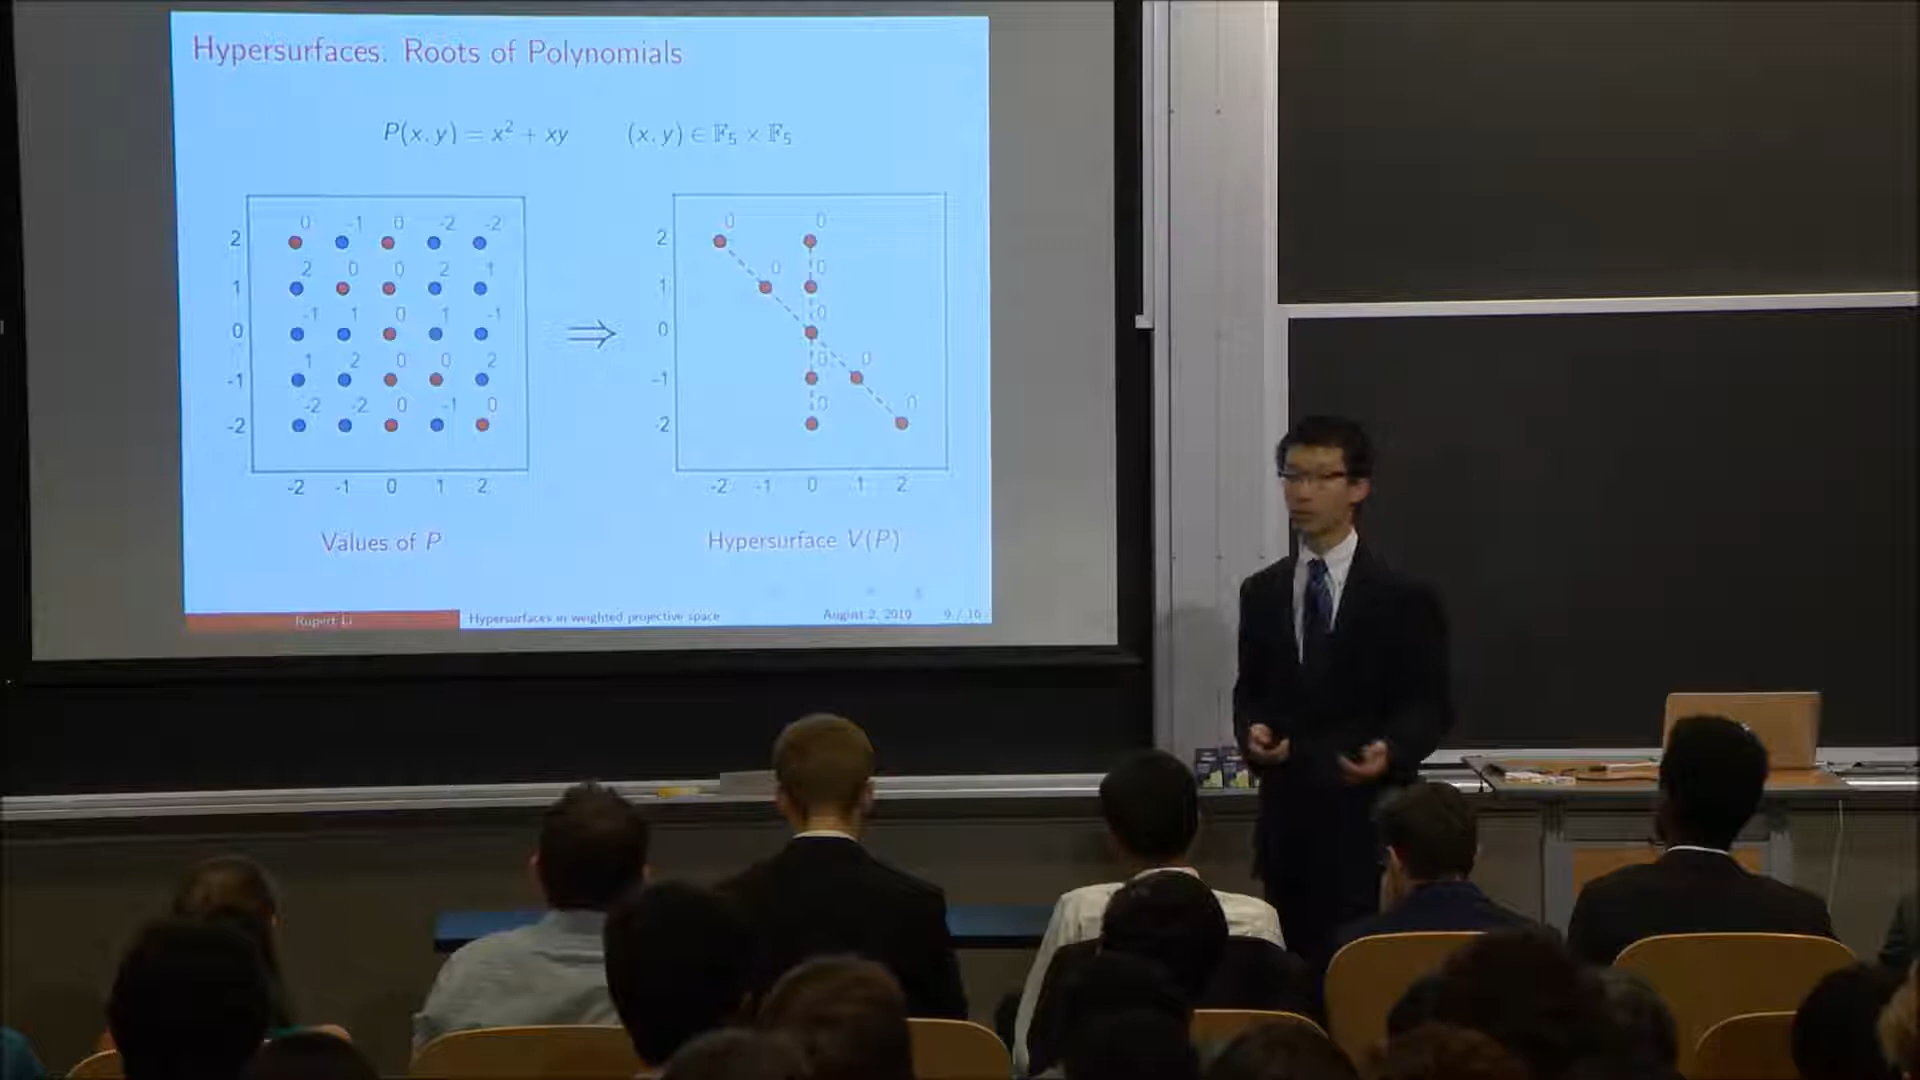 Hypersurfaces: Roots of Polynomials
P(x, y) = x² + xy (x, y) ∈ 𝔽₅ × 𝔽₅
0 -1 0 -2 -2
2
2 0 0 2 1
1
-1 1 0 1 -1
0
1 -2 0 0 2
-1
-2 -2 0 -1 0
-2
-2 -1 0 1 2
Values of P
⟹
0 0
2
0 0
1
0
0
0 0
-1
0 0
-2
-2 -1 0 1 2
Hypersurface V(P)
Rupert Li Hypersurfaces in weighted projective space August 2, 2019 9 / 16